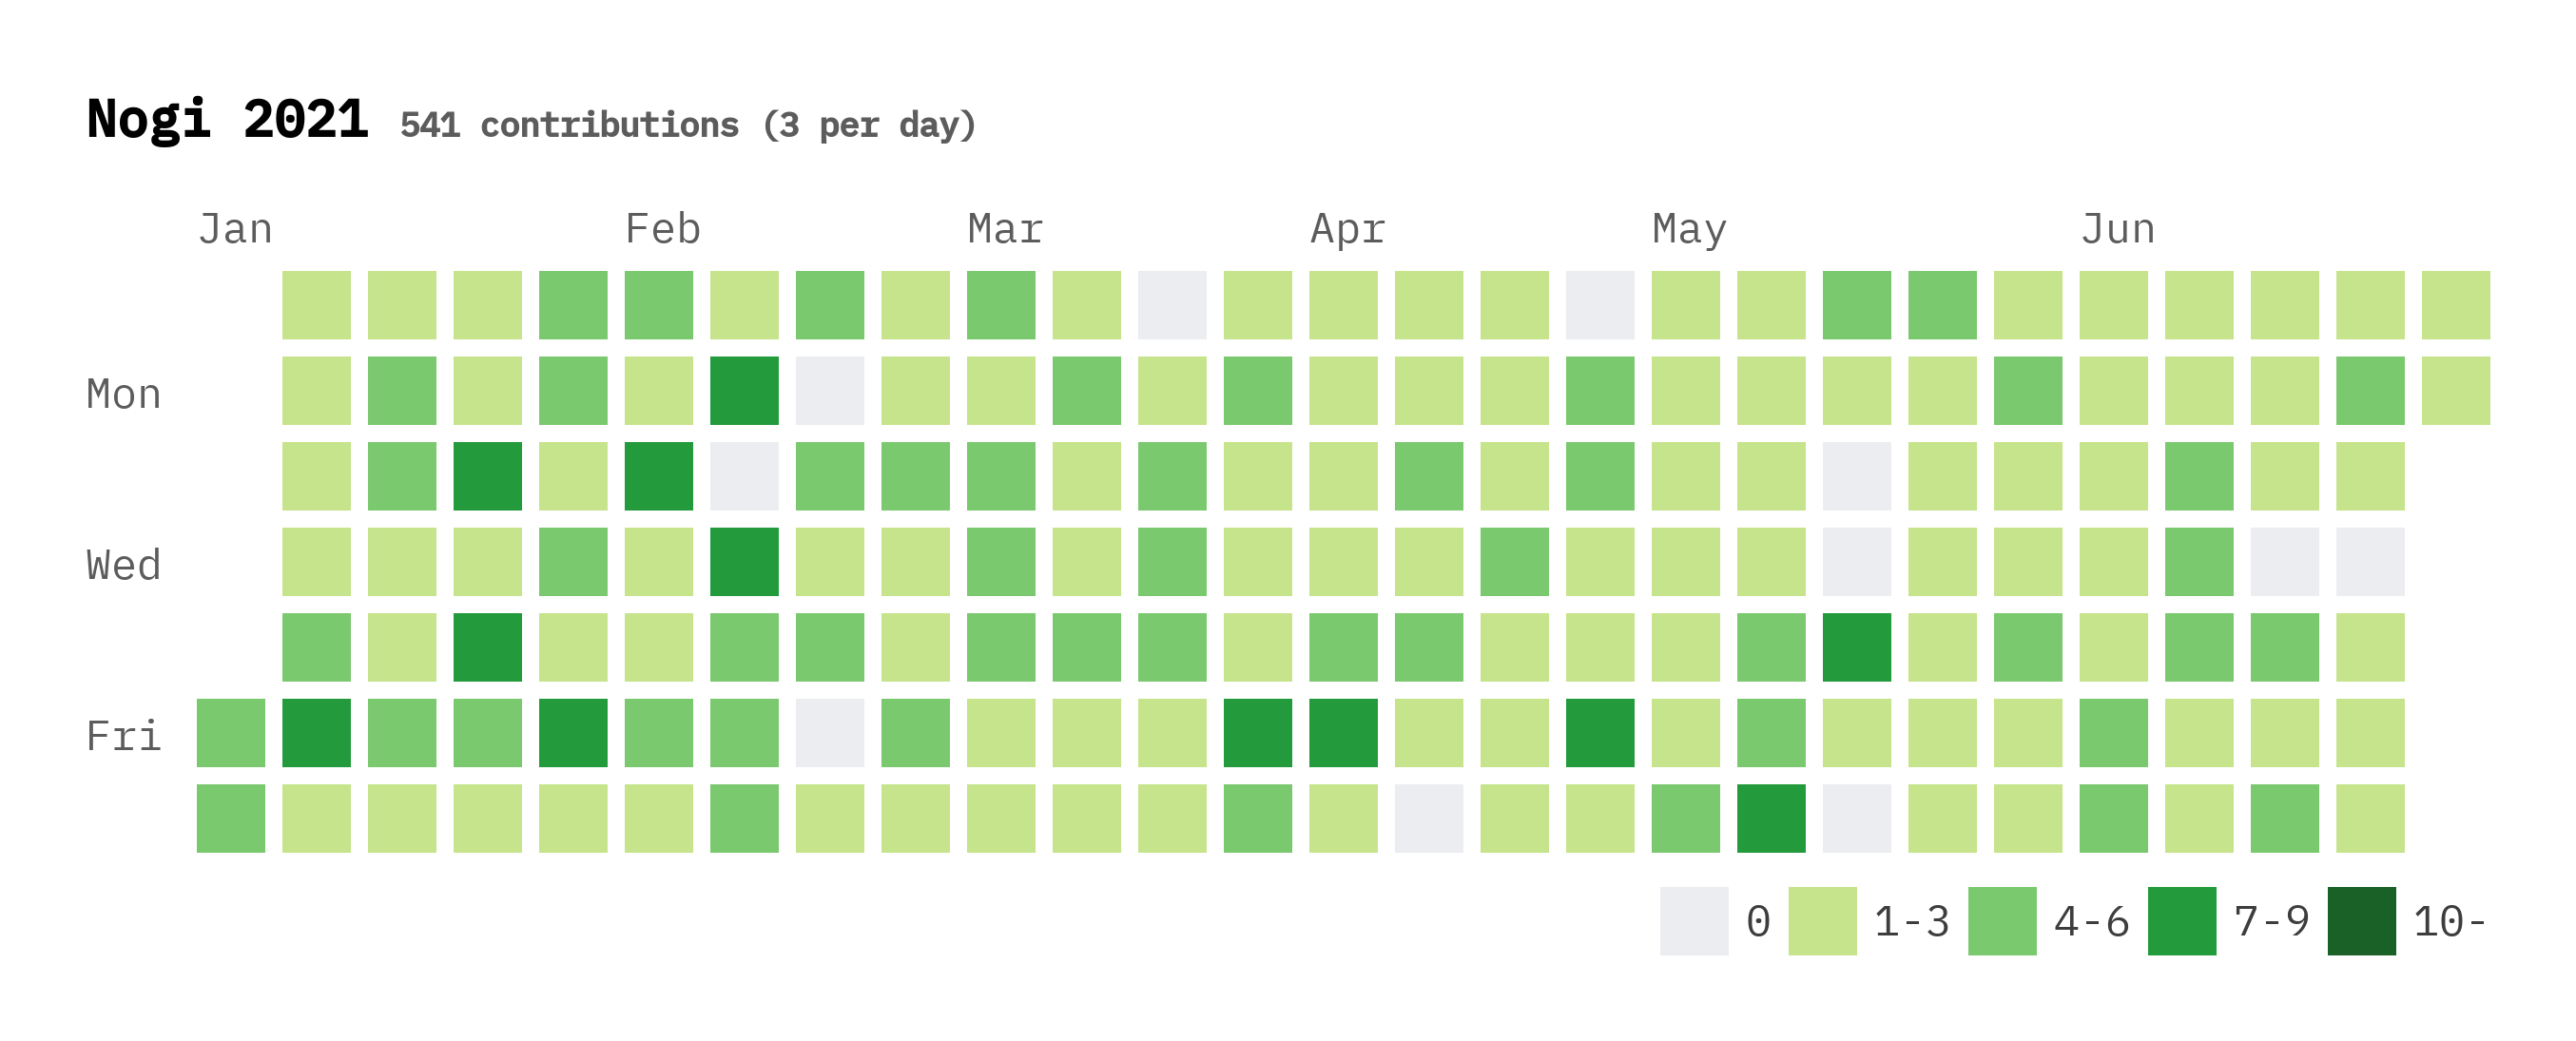 Nogi 2021 541 contributions (3 per day)
Jan Feb Mar Apr May Jun
Mon
Wed
Fri
0 1-3 4-6 7-9 10-